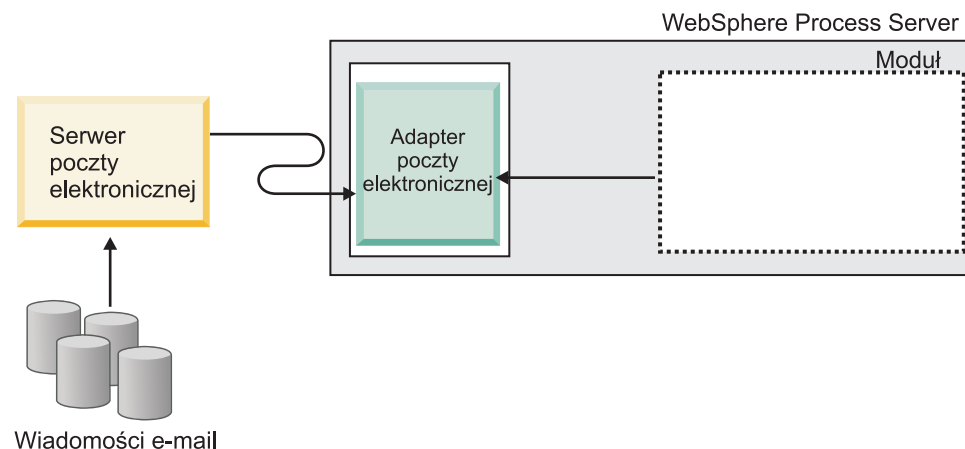 WebSphere Process Server
Moduł
Serwer
poczty
elektronicznej
Adapter
poczty
elektronicznej
Wiadomości e-mail